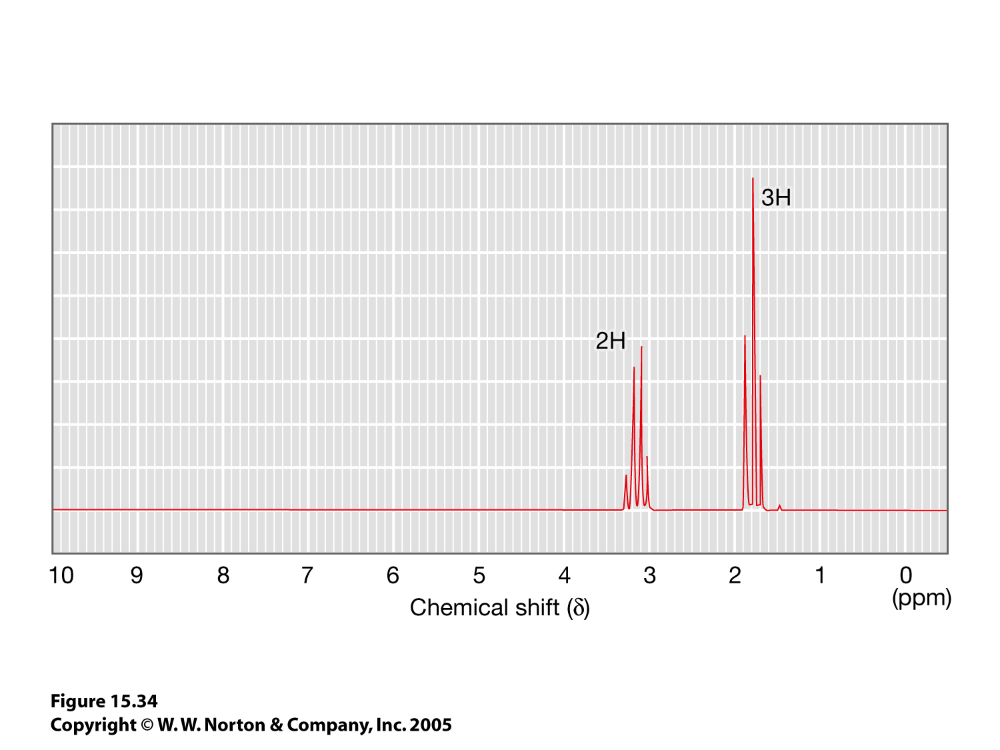 3H
2H
10 9 8 7 6 5 4 3 2 1 0
(ppm)
Chemical shift (δ)
Figure 15.34
Copyright © W. W. Norton & Company, Inc. 2005